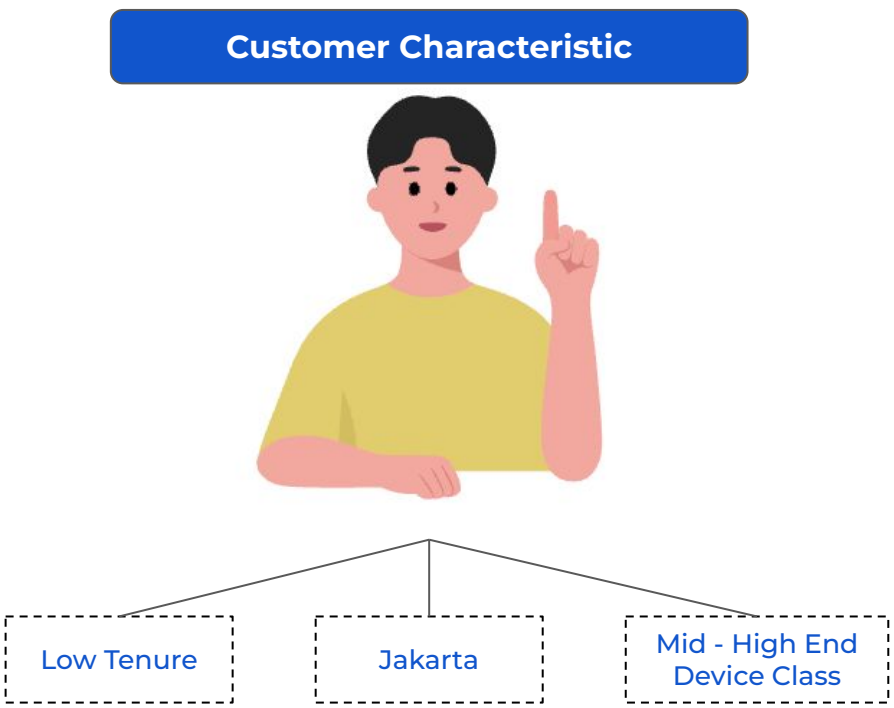 Customer Characteristic
Low Tenure
Jakarta
Mid - High End
Device Class